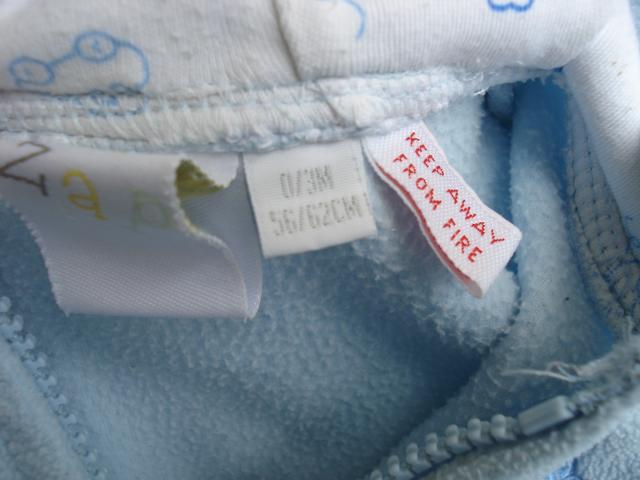 0/3M
56/62CM
KEEP AWAY
FROM FIRE